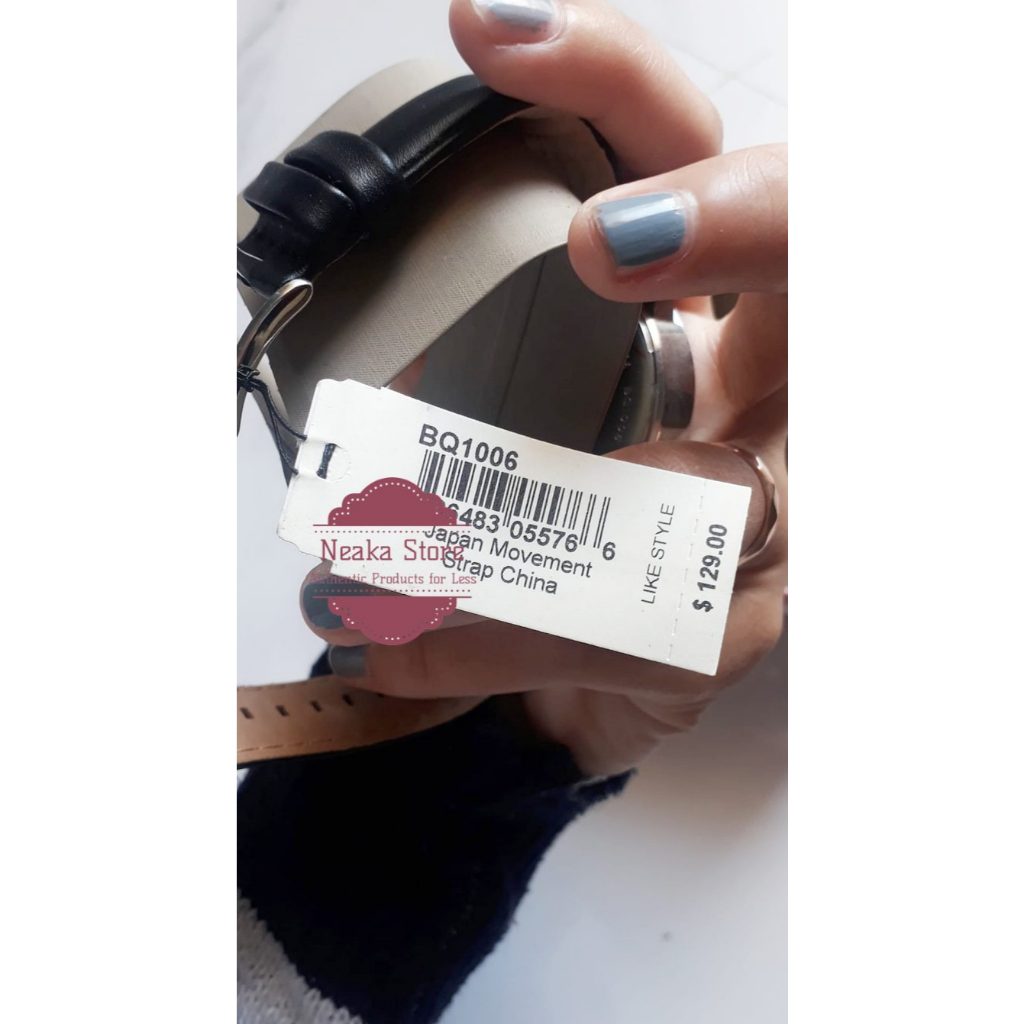 BQ1006
6483 05576 6
Japan Movement
Strap China
LIKE STYLE
$ 129.00
Neaka Store
Authentic Products for Less